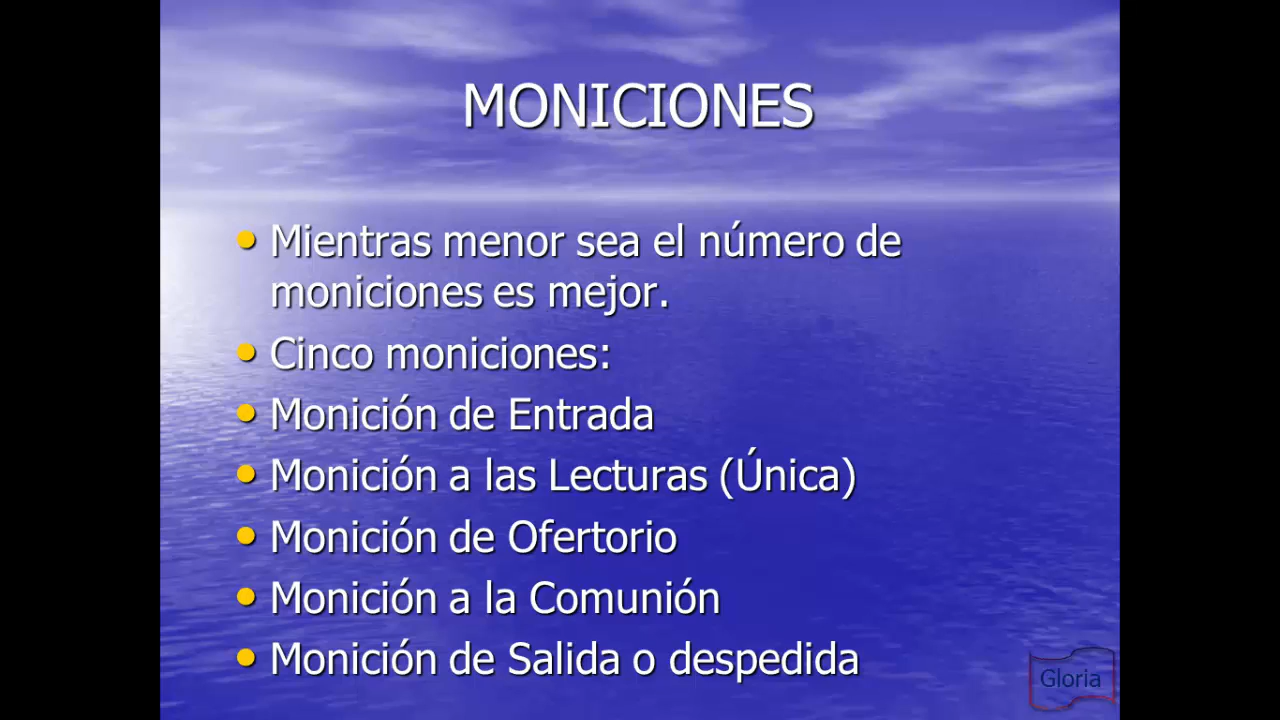 MONICIONES
• Mientras menor sea el número de
moniciones es mejor.
• Cinco moniciones:
• Monición de Entrada
• Monición a las Lecturas (Única)
• Monición de Ofertorio
• Monición a la Comunión
• Monición de Salida o despedida
Gloria